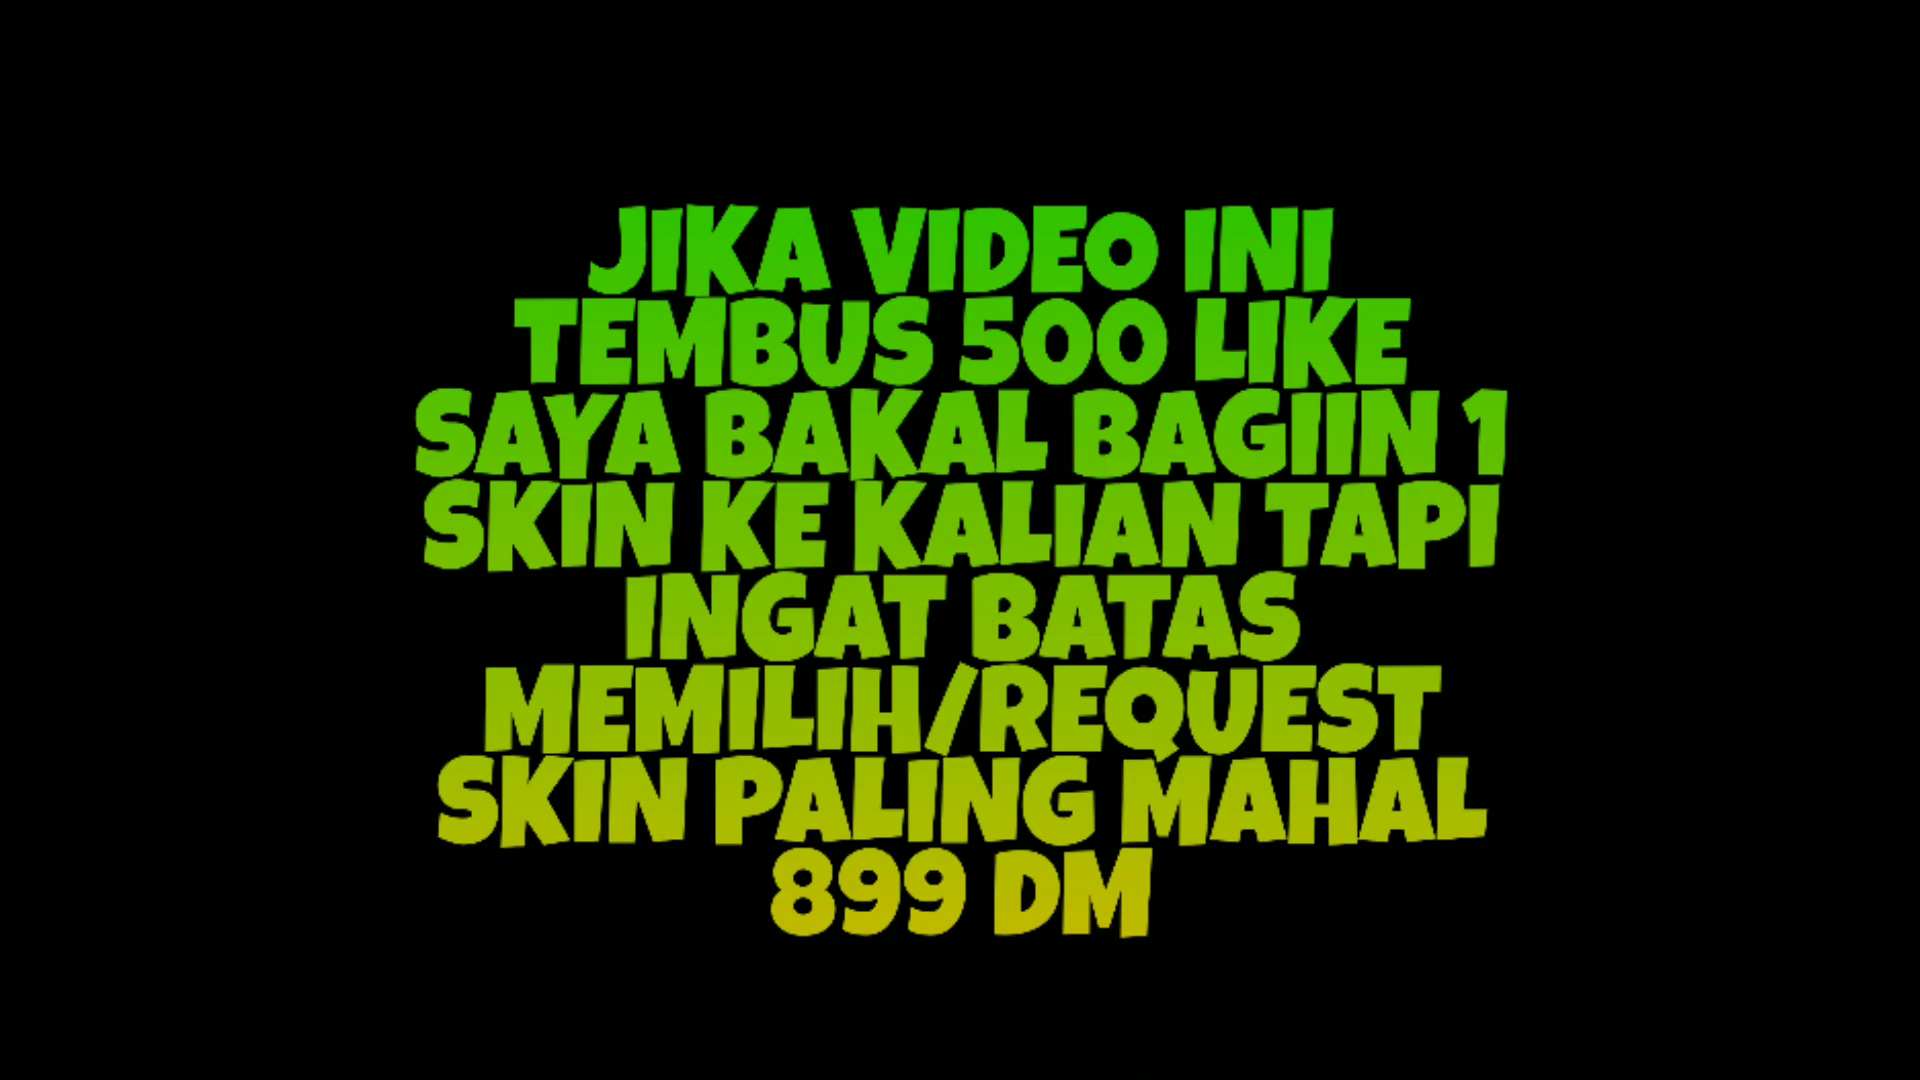 JIKA VIDEO INI
TEMBUS 500 LIKE
SAYA BAKAL BAGIIN 1
SKIN KE KALIAN TAPI
INGAT BATAS
MEMILIH/REQUEST
SKIN PALING MAHAL
899 DM